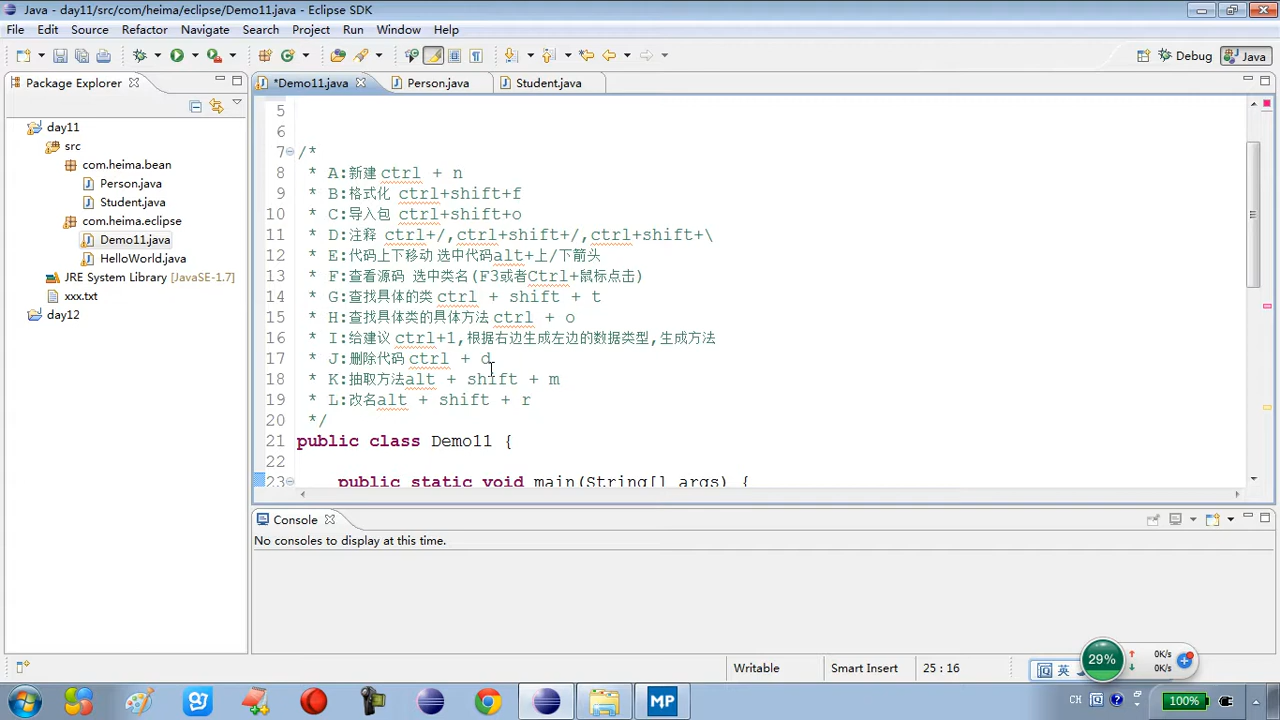 Java - day11/src/com/heima/eclipse/Demo11.java - Eclipse SDK
File Edit Source Refactor Navigate Search Project Run Window Help
Debug Java
Package Explorer
*Demo11.java Person.java Student.java
day11
src
com.heima.bean
Person.java
Student.java
com.heima.eclipse
Demo11.java
HelloWorld.java
JRE System Library [JavaSE-1.7]
xxx.txt
day12
5
6
7 /*
8 * A:新建 ctrl + n
9 * B:格式化 ctrl+shift+f
10 * C:导入包 ctrl+shift+o
11 * D:注释 ctrl+/,ctrl+shift+/,ctrl+shift+\
12 * E:代码上下移动 选中代码alt+上/下箭头
13 * F:查看源码 选中类名(F3或者Ctrl+鼠标点击)
14 * G:查找具体的类 ctrl + shift + t
15 * H:查找具体类的具体方法 ctrl + o
16 * I:给建议 ctrl+1,根据右边生成左边的数据类型,生成方法
17 * J:删除代码 ctrl + d
18 * K:抽取方法alt + shift + m
19 * L:改名alt + shift + r
20 */
21 public class Demo11 {
22
23 public static void main(String[] args) {
Console
No consoles to display at this time.
Writable Smart Insert 25 : 16
英
29% 0K/s
0K/s
MP CH 100%